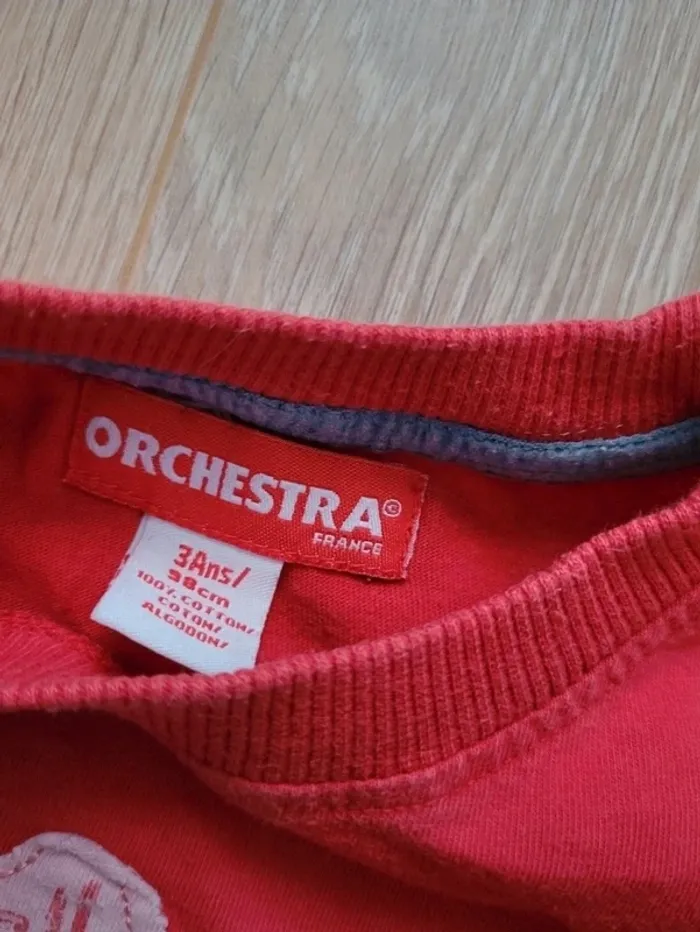 ORCHESTRA©
FRANCE
3Ans/
98cm
100% COTTON/
COTON/
ALGODON/